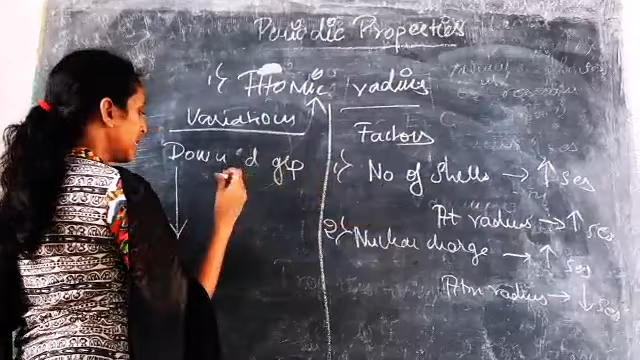 Periodic Properties
1) Atomic radius
Variations
Down d grp
Factors
1) No of Shells → ↑ ses
At radius → ↑ ses
2) Nuclear charge → ↑ ses
Atm radius → ↓ ses